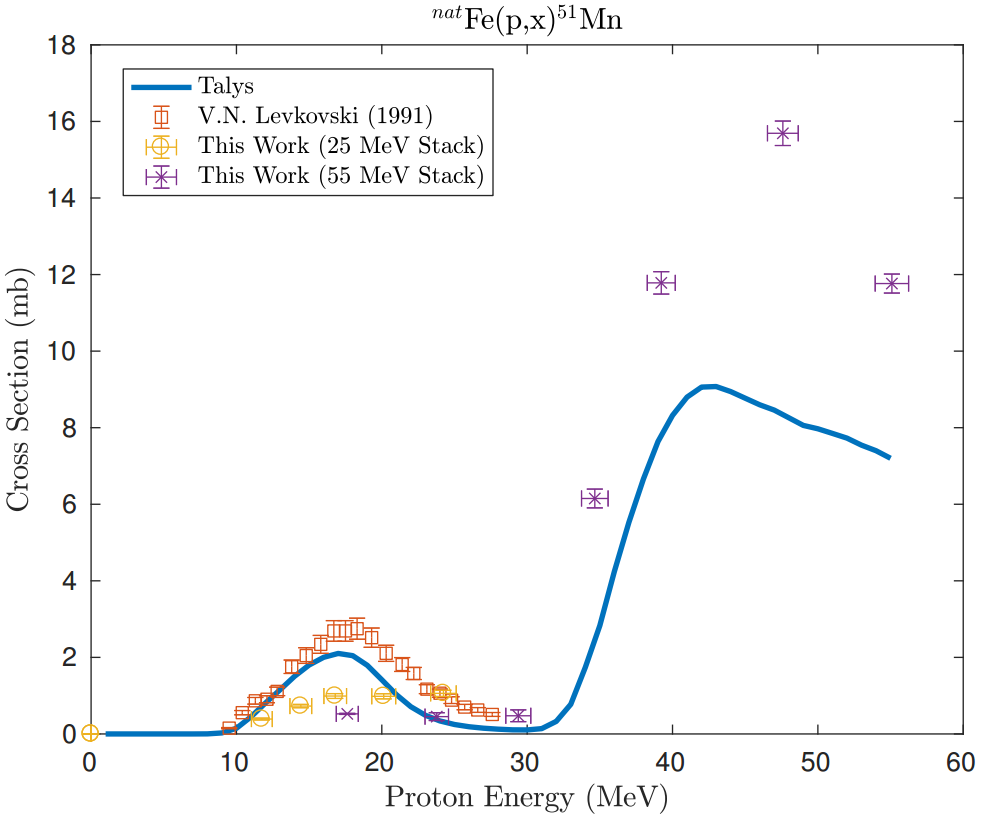 natFe(p,x)51Mn
18
16
14
12
10
8
6
4
2
0
Cross Section (mb)
Talys
V.N. Levkovski (1991)
This Work (25 MeV Stack)
This Work (55 MeV Stack)
0 10 20 30 40 50 60
Proton Energy (MeV)